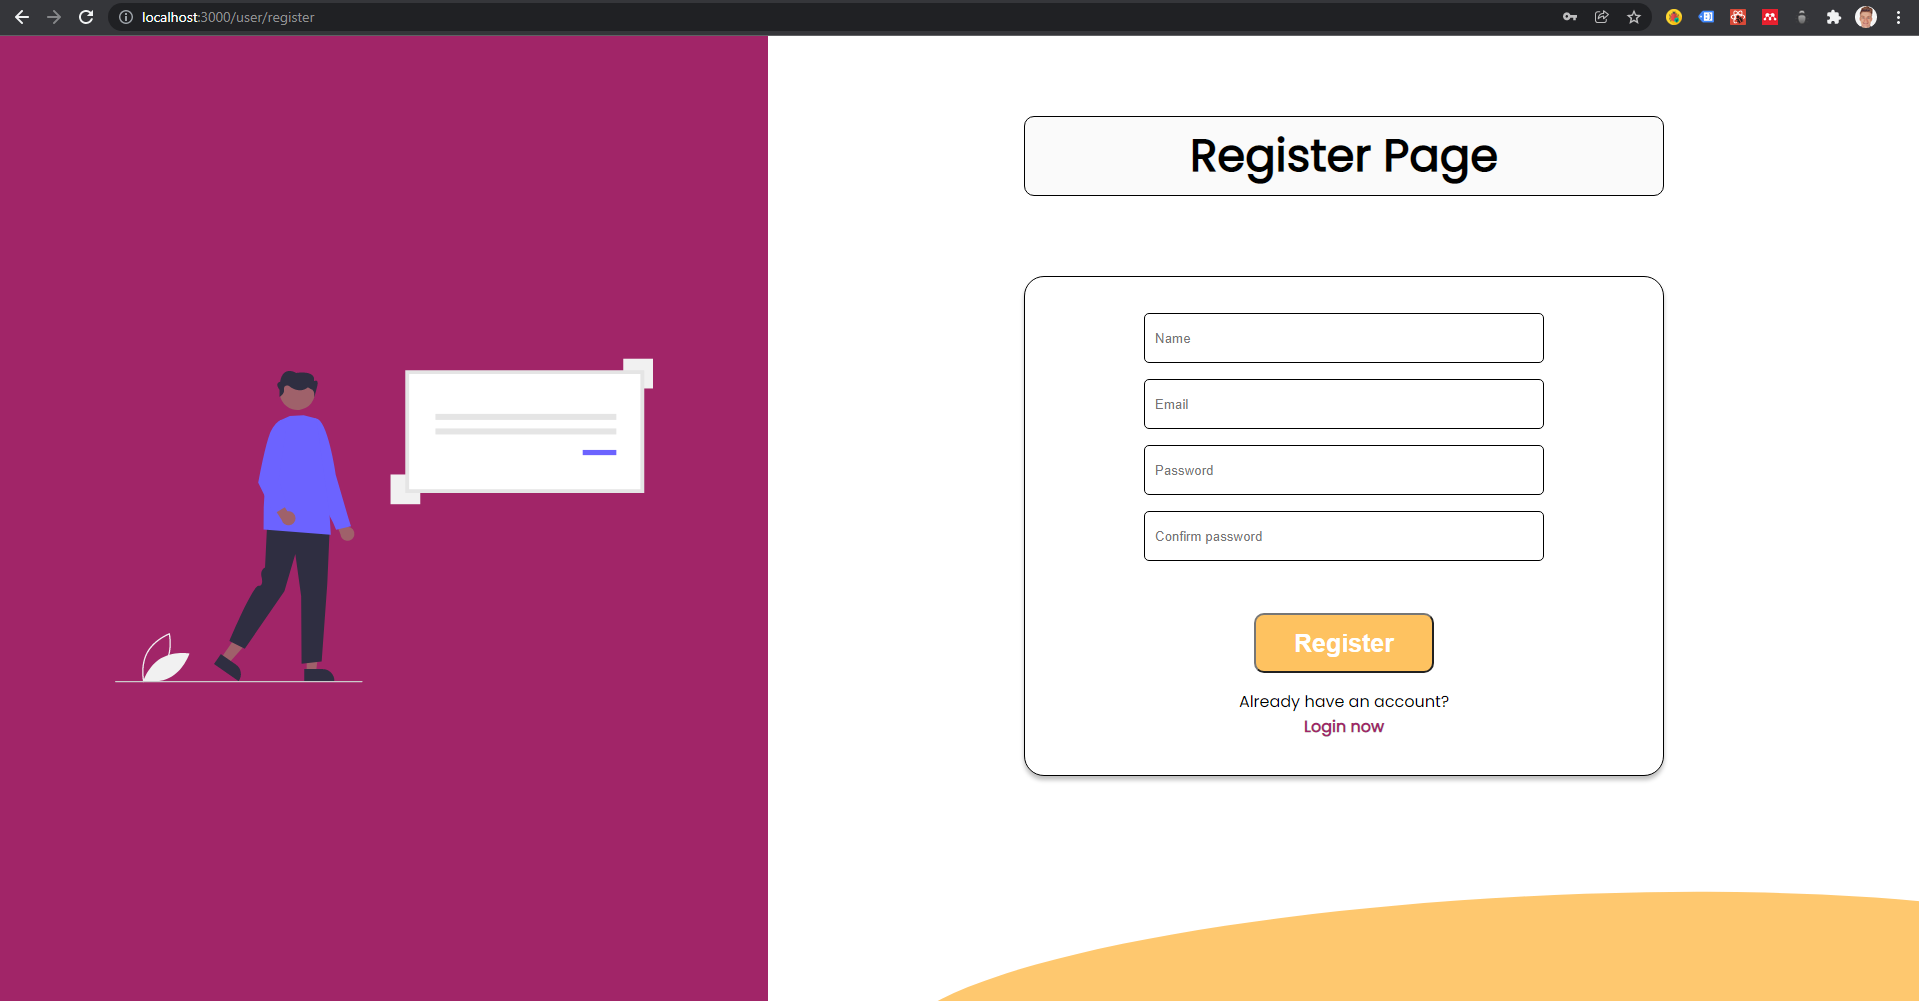 localhost:3000/user/register
Register Page
Name
Email
Password
Confirm password
Register
Already have an account?
Login now